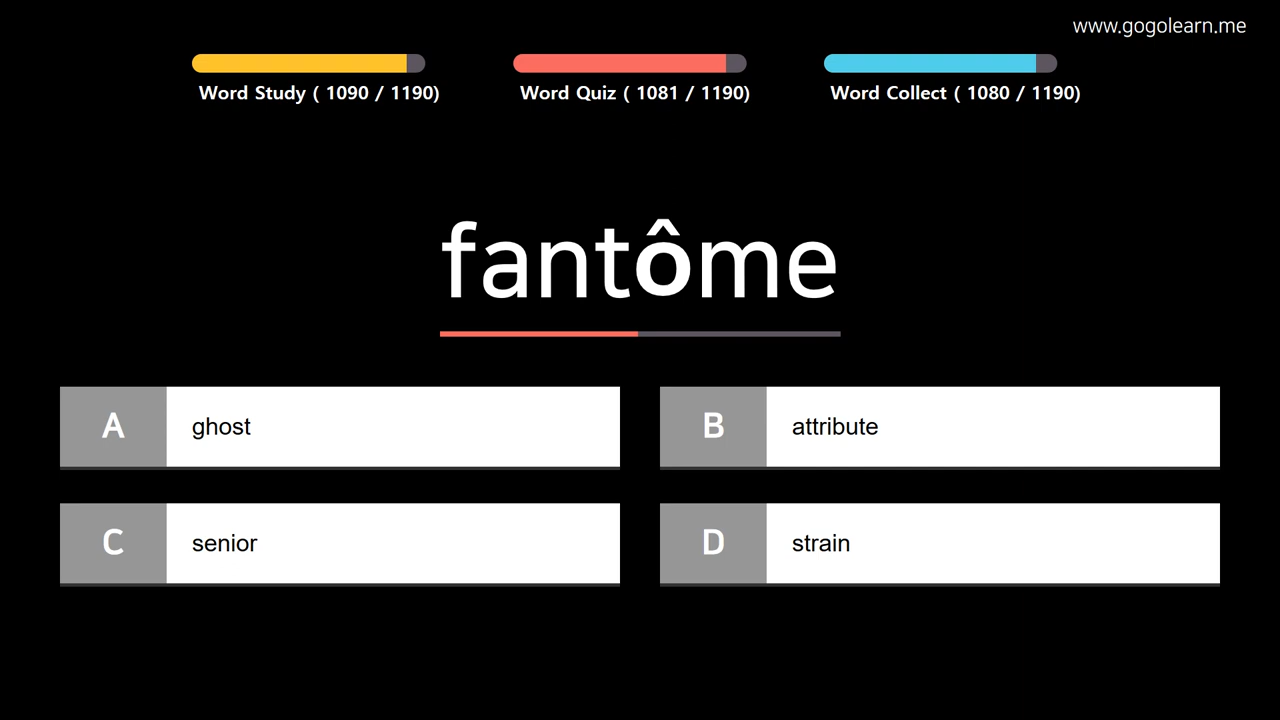 www.gogolearn.me
Word Study ( 1090 / 1190)
Word Quiz ( 1081 / 1190)
Word Collect ( 1080 / 1190)
fantôme
A ghost
B attribute
C senior
D strain